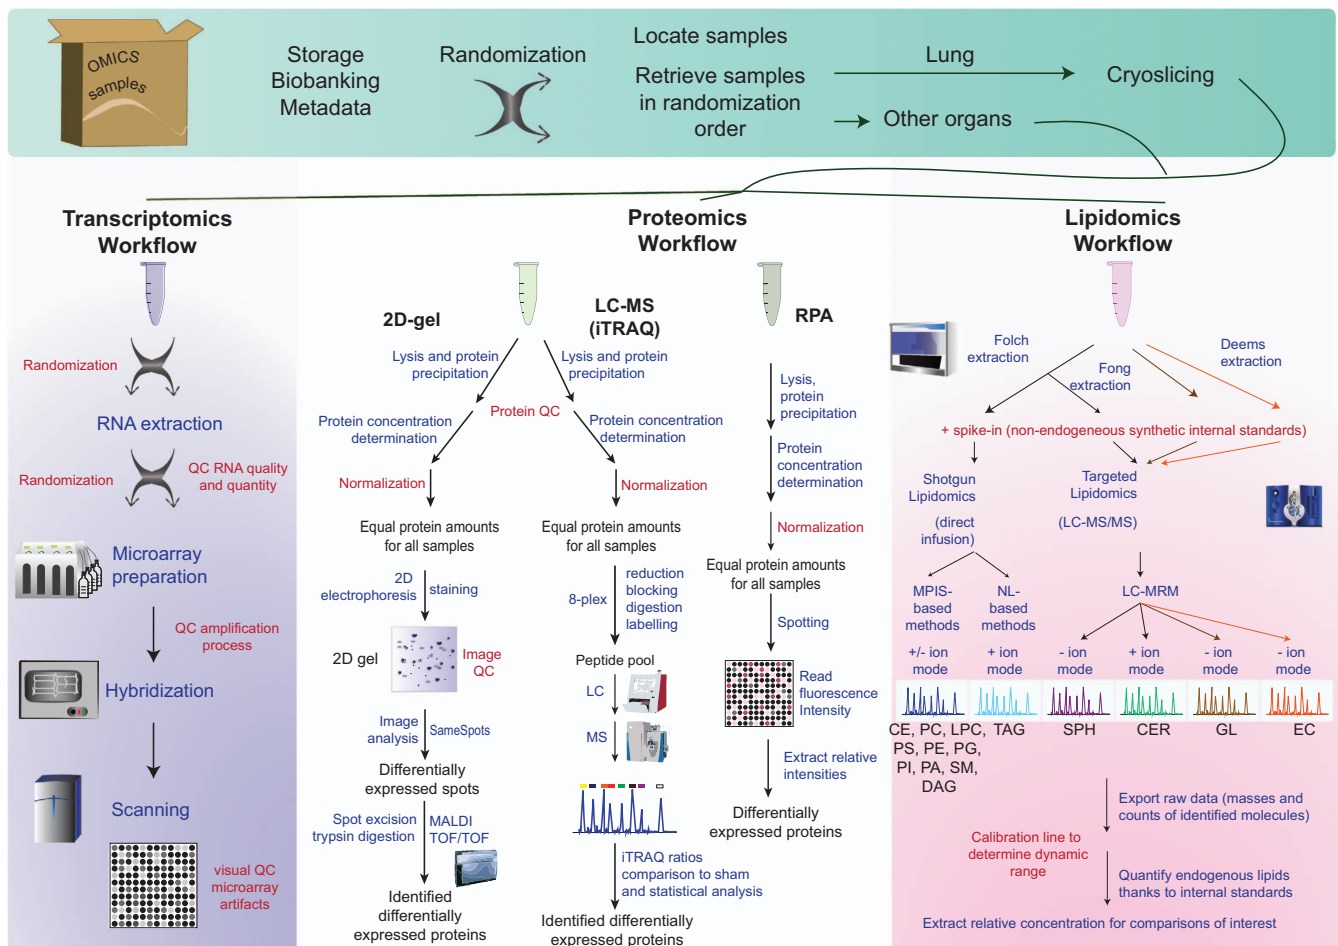 OMICS
samples
Storage
Biobanking
Metadata
Randomization
Locate samples
Retrieve samples
in randomization
order
Lung
Other organs
Cryoslicing
Transcriptomics
Workflow
Randomization
RNA extraction
Randomization
QC RNA quality
and quantity
Microarray
preparation
QC amplification
process
Hybridization
Scanning
visual QC
microarray
artifacts
Proteomics
Workflow
2D-gel
LC-MS
(iTRAQ)
RPA
Lysis and protein
precipitation
Protein concentration
determination
Protein QC
Normalization
Equal protein amounts
for all samples
2D
electrophoresis
staining
2D gel
Image
QC
Image
analysis
SameSpots
Differentially
expressed spots
Spot excision
trypsin digestion
MALDI
TOF/TOF
Identified
differentially
expressed proteins
Lysis and protein
precipitation
Protein concentration
determination
Normalization
Equal protein amounts
for all samples
8-plex
reduction
blocking
digestion
labelling
Peptide pool
LC
MS
iTRAQ ratios
comparison to sham
and statistical analysis
Identified differentially
expressed proteins
Lysis,
protein
precipitation
Protein
concentration
determination
Normalization
Equal protein amounts
for all samples
Spotting
Read
fluorescence
Intensity
Extract relative
intensities
Differentially
expressed proteins
Lipidomics
Workflow
Folch
extraction
Fong
extraction
Deems
extraction
+ spike-in (non-endogeneous synthetic internal standards)
Shotgun
Lipidomics
(direct
infusion)
Targeted
Lipidomics
(LC-MS/MS)
MPIS-
based
methods
NL-
based
methods
LC-MRM
+/- ion
mode
+ ion
mode
- ion
mode
+ ion
mode
- ion
mode
- ion
mode
CE, PC, LPC,
PS, PE, PG,
PI, PA, SM,
DAG
TAG
SPH
CER
GL
EC
Export raw data (masses and
counts of identified molecules)
Calibration line to
determine dynamic
range
Quantify endogenous lipids
thanks to internal standards
Extract relative concentration for comparisons of interest